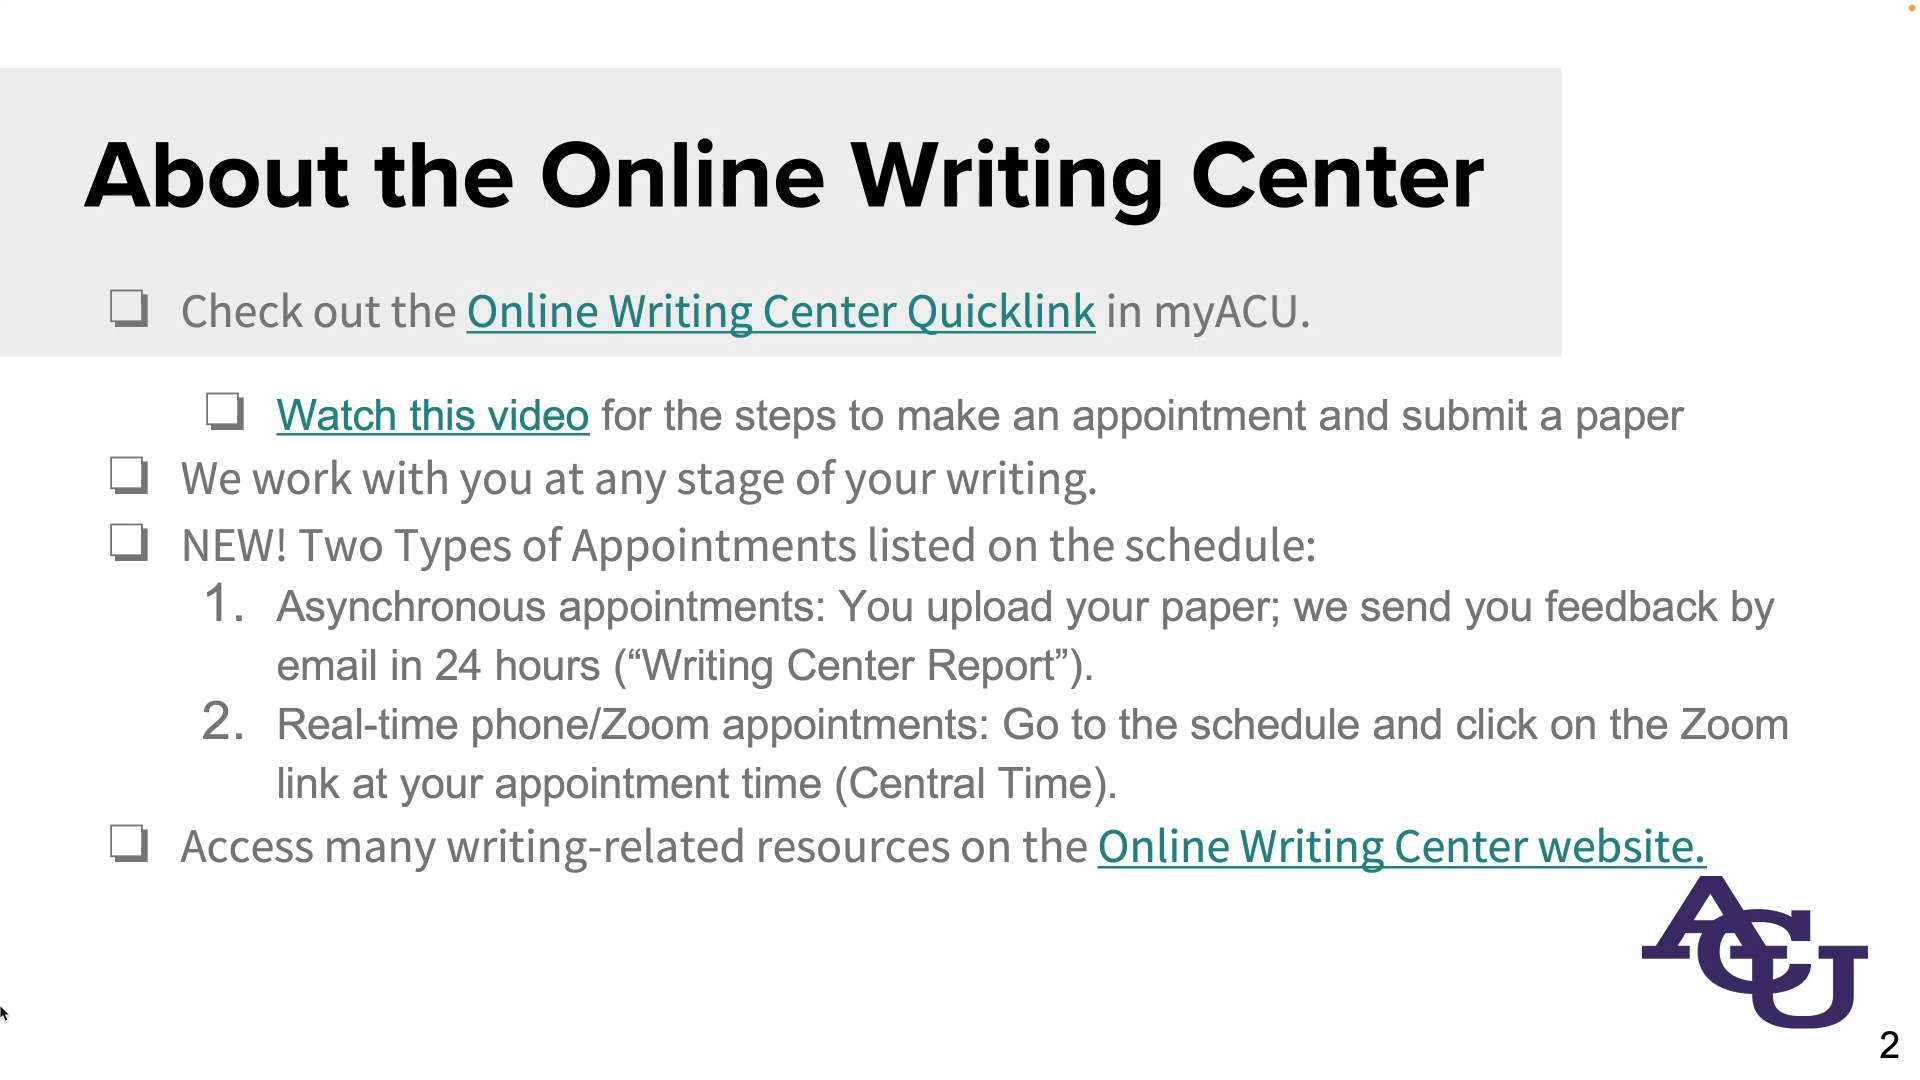 About the Online Writing Center
❏ Check out the Online Writing Center Quicklink in myACU.
❏ Watch this video for the steps to make an appointment and submit a paper
❏ We work with you at any stage of your writing.
❏ NEW! Two Types of Appointments listed on the schedule:
1. Asynchronous appointments: You upload your paper; we send you feedback by
email in 24 hours (“Writing Center Report”).
2. Real-time phone/Zoom appointments: Go to the schedule and click on the Zoom
link at your appointment time (Central Time).
❏ Access many writing-related resources on the Online Writing Center website.
ACU
2